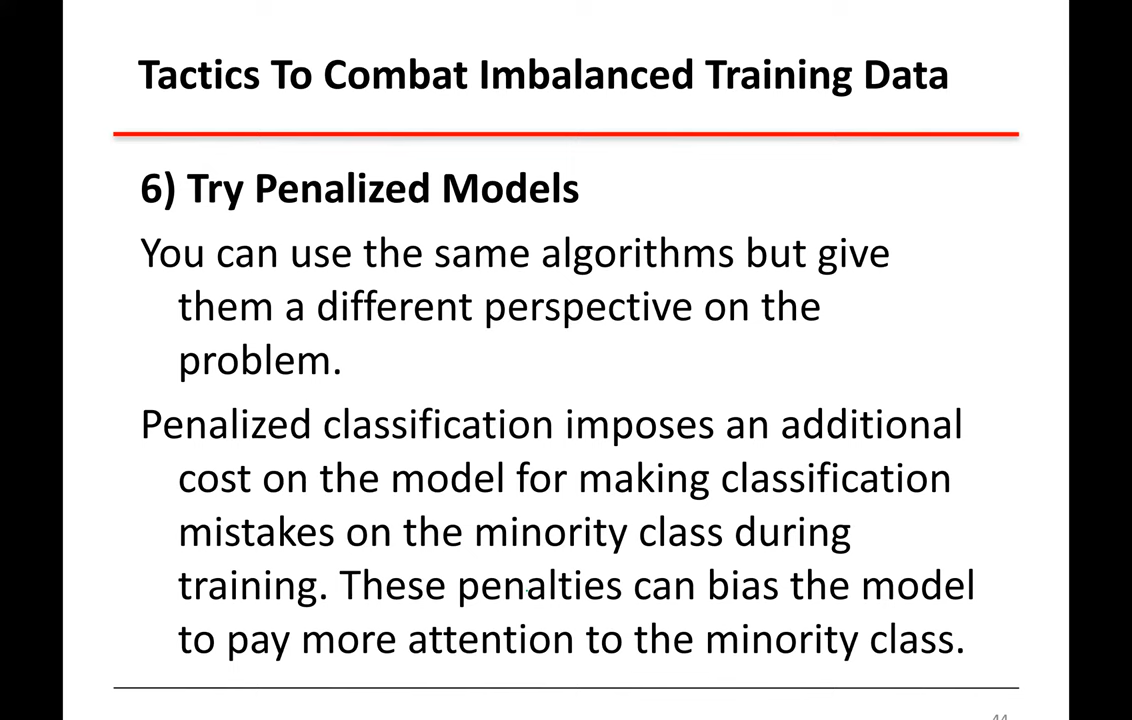 Tactics To Combat Imbalanced Training Data
6) Try Penalized Models
You can use the same algorithms but give
them a different perspective on the
problem.
Penalized classification imposes an additional
cost on the model for making classification
mistakes on the minority class during
training. These penalties can bias the model
to pay more attention to the minority class.